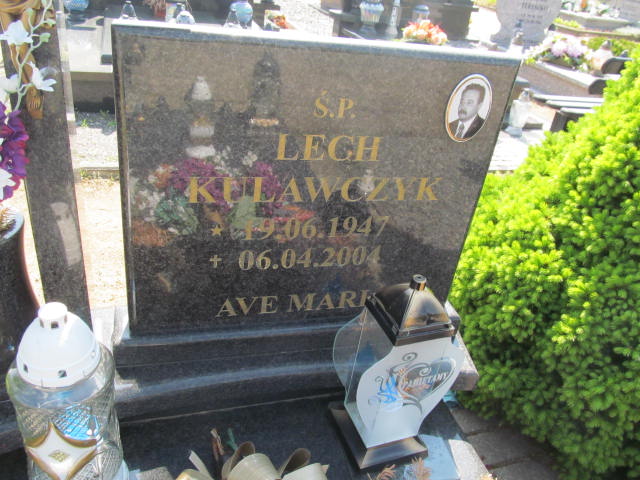 Ś.P.
LECH
KULAWCZYK
★ 19.06.1947
+ 06.04.2004
AVE MARIA